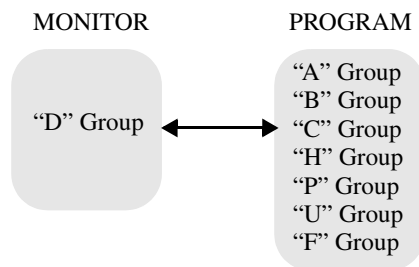 MONITOR
PROGRAM
“D” Group
“A” Group
“B” Group
“C” Group
“H” Group
“P” Group
“U” Group
“F” Group